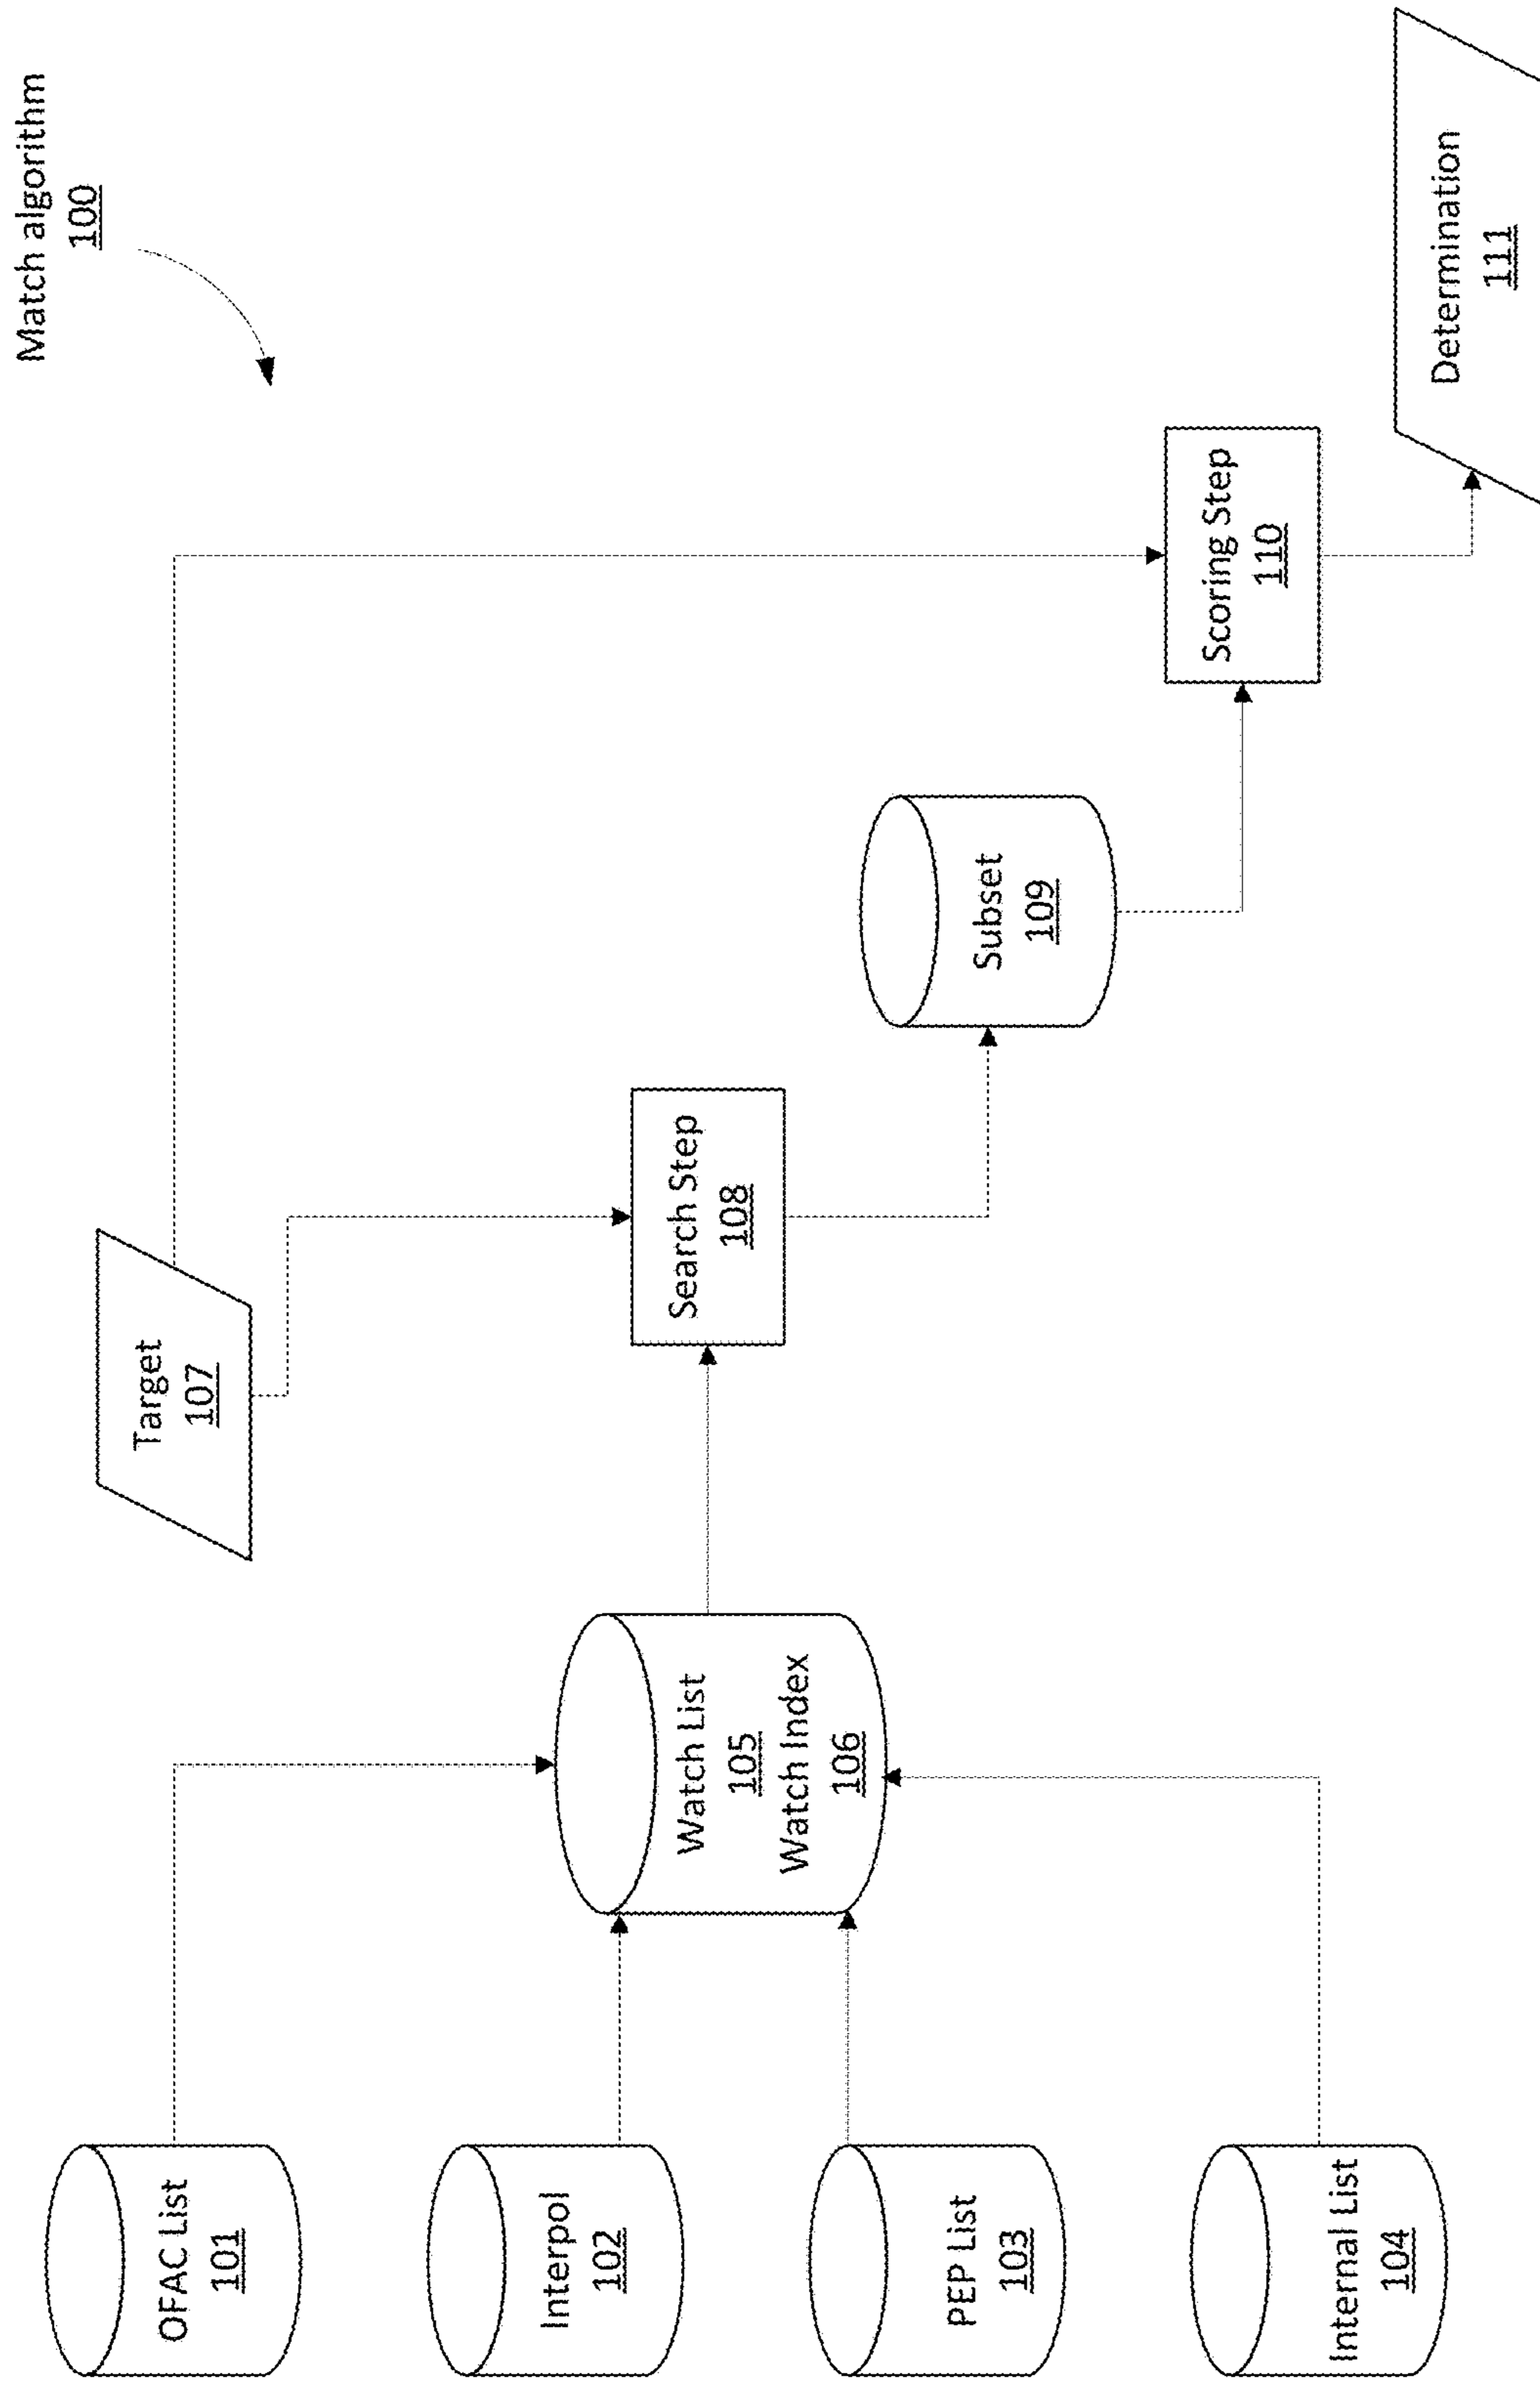 Match algorithm
100
OFAC List
101
Interpol
102
PEP List
103
Internal List
104
Watch List
105
Watch Index
106
Target
107
Search Step
108
Subset
109
Scoring Step
110
Determination
111